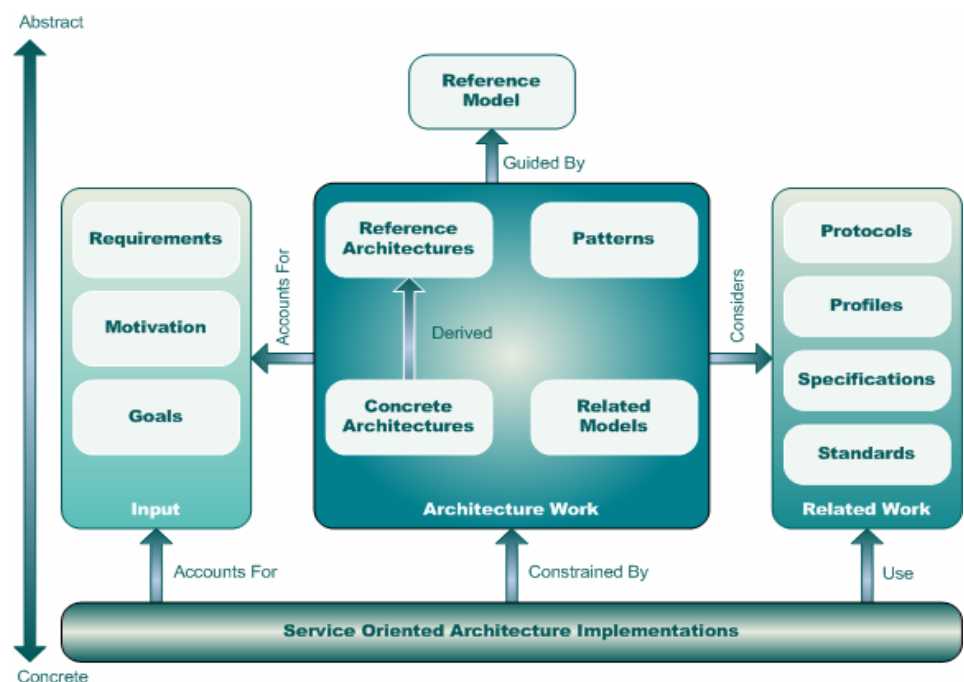 Abstract
Reference
Model
Guided By
Requirements
Motivation
Goals
Input
Accounts For
Reference
Architectures
Patterns
Derived
Concrete
Architectures
Related
Models
Architecture Work
Considers
Protocols
Profiles
Specifications
Standards
Related Work
Accounts For
Constrained By
Use
Service Oriented Architecture Implementations
Concrete